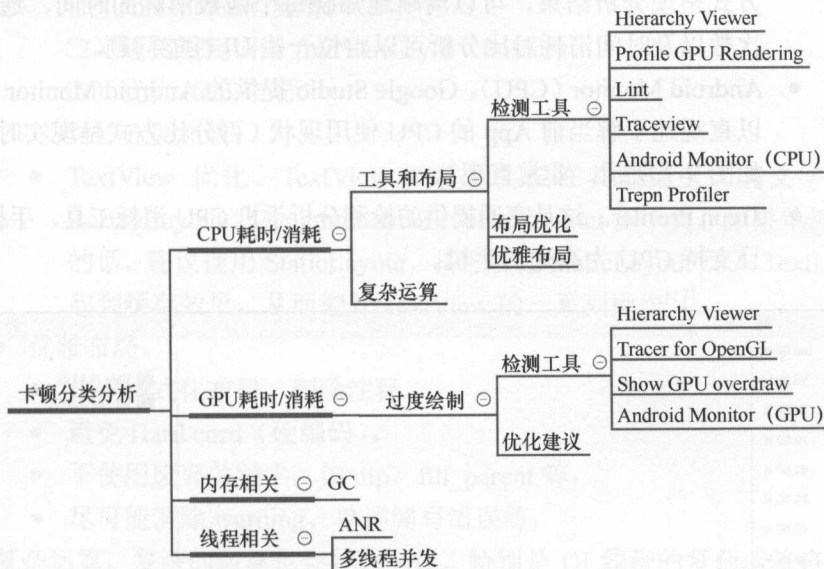 Hierarchy Viewer
Profile GPU Rendering
Lint
Traceview
Android Monitor（CPU）
Trepn Profiler
检测工具
工具和布局
布局优化
优雅布局
CPU耗时/消耗
复杂运算
卡顿分类分析
Hierarchy Viewer
Tracer for OpenGL
Show GPU overdraw
Android Monitor（GPU）
检测工具
GPU耗时/消耗
过度绘制
优化建议
内存相关
GC
线程相关
ANR
多线程并发